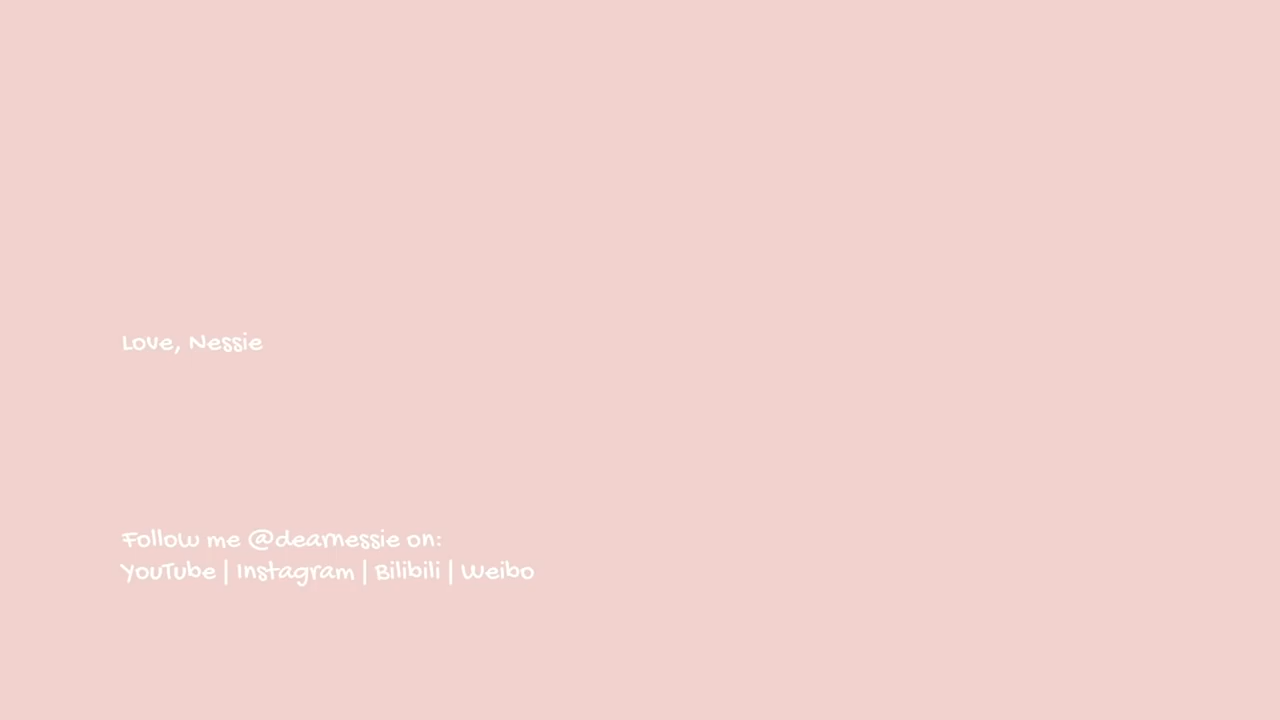 Love, Nessie
Follow me @dearnessie on:
YouTube | Instagram | Bilibili | Weibo